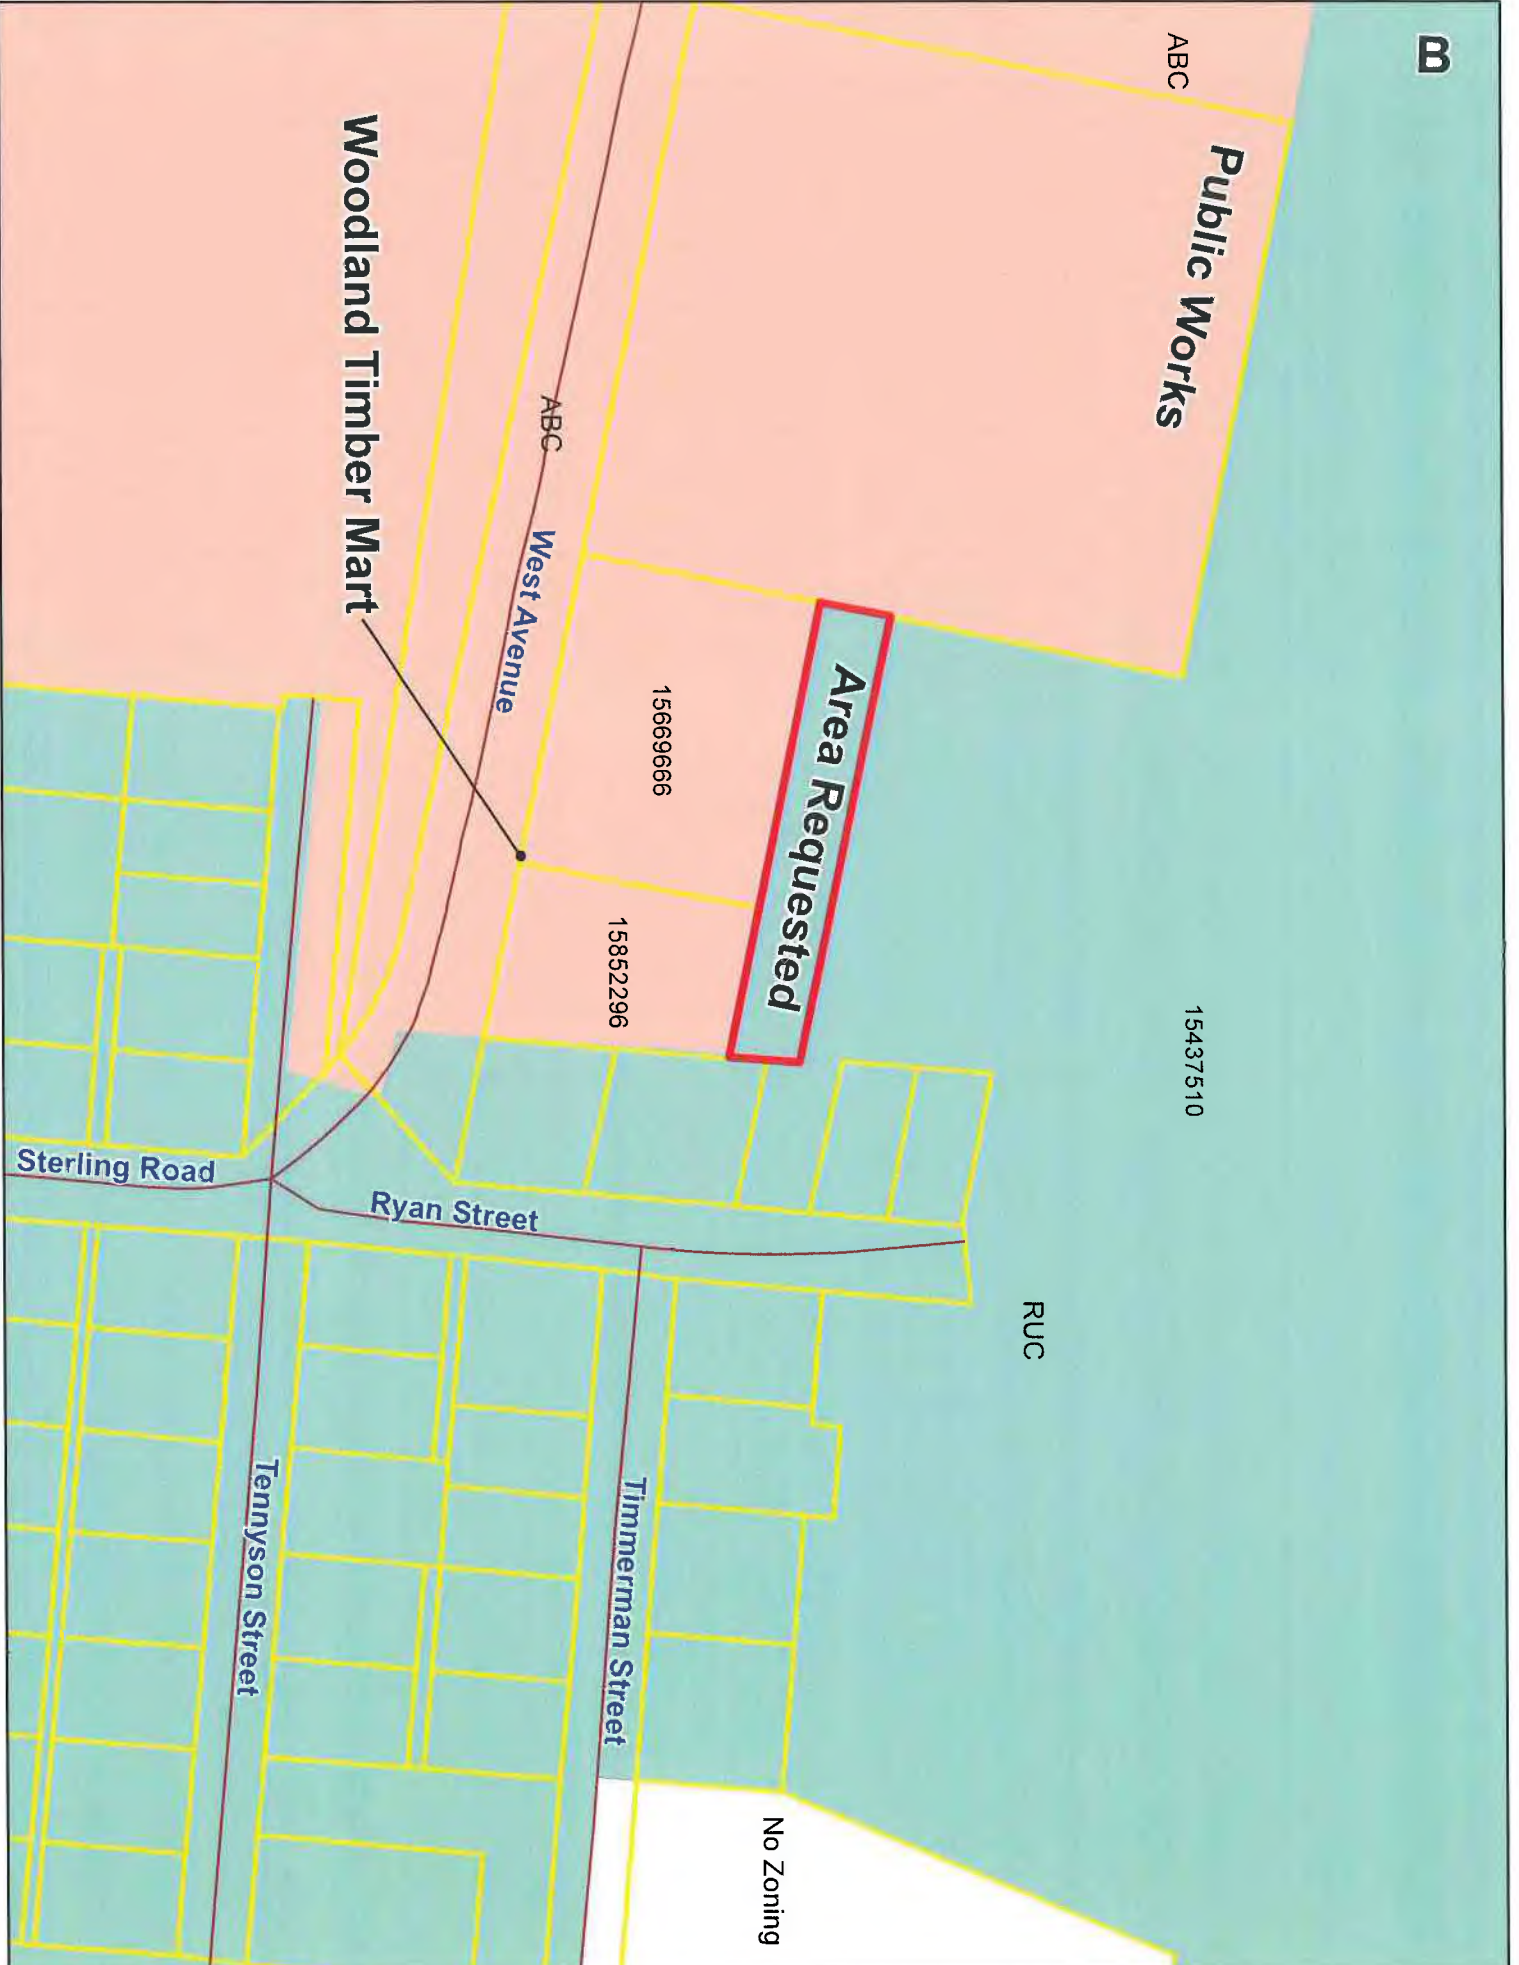 B
ABC
Public Works
Woodland Timber Mart
ABC
West Avenue
15669666
Area Requested
15852296
15437510
Sterling Road
Ryan Street
RUC
Tennyson Street
Timmerman Street
No Zoning